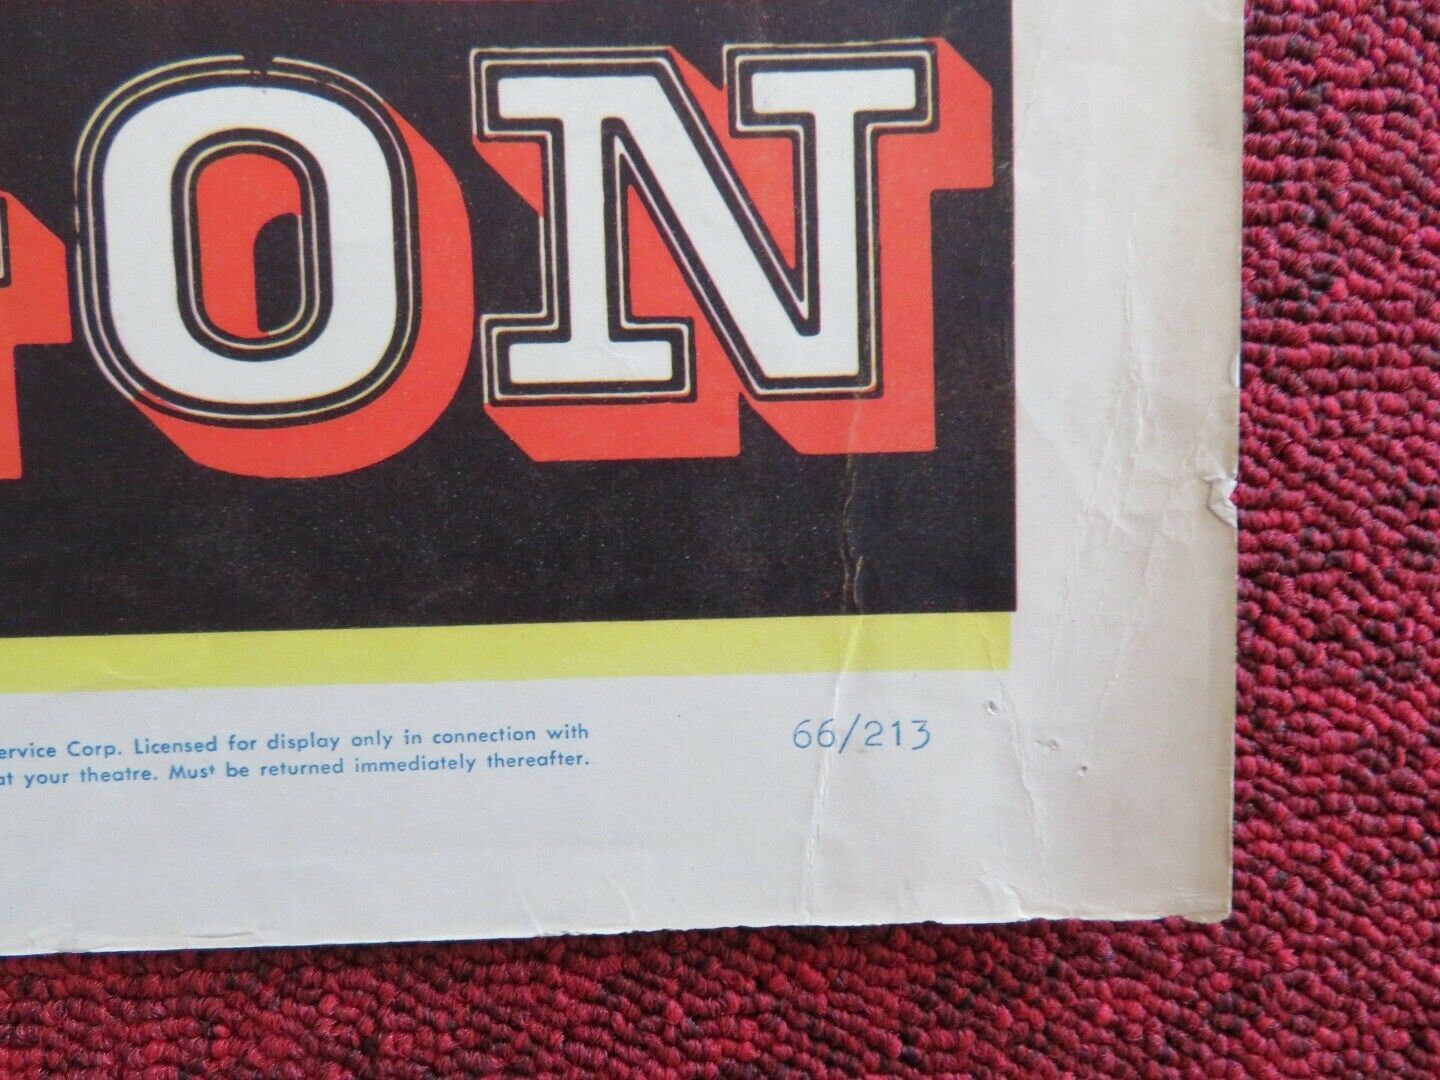 ON
ervice Corp. Licensed for display only in connection with
at your theatre. Must be returned immediately thereafter.
66/213